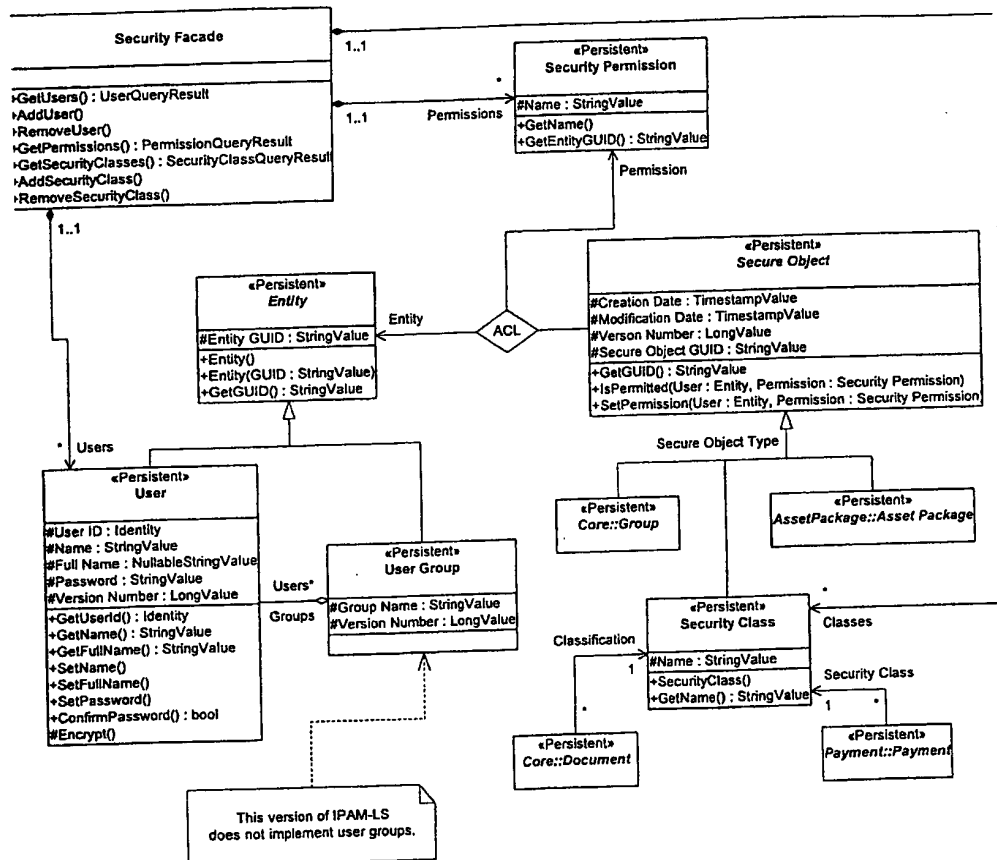 Security Facade
+GetUsers() : UserQueryResult
+AddUser()
+RemoveUser()
+GetPermissions() : PermissionQueryResult
+GetSecurityClasses() : SecurityClassQueryResult
+AddSecurityClass()
+RemoveSecurityClass()
1..1
1..1
1..1
*
Permissions
«Persistent»
Security Permission
#Name : StringValue
+GetName()
+GetEntityGUID() : StringValue
Permission
«Persistent»
Entity
#Entity GUID : StringValue
+Entity()
+Entity(GUID : StringValue)
+GetGUID() : StringValue
Entity
ACL
«Persistent»
Secure Object
#Creation Date : TimestampValue
#Modification Date : TimestampValue
#Verson Number : LongValue
#Secure Object GUID : StringValue
+GetGUID() : StringValue
+IsPermitted(User : Entity, Permission : Security Permission)
+SetPermission(User : Entity, Permission : Security Permission
Secure Object Type
* Users
«Persistent»
User
#User ID : Identity
#Name : StringValue
#Full Name : NullableStringValue
#Password : StringValue
#Version Number : LongValue
+GetUserId() : Identity
+GetName() : StringValue
+GetFullName() : StringValue
+SetName()
+SetFullName()
+SetPassword()
+ConfirmPassword() : bool
#Encrypt()
Users*
Groups
«Persistent»
User Group
#Group Name : StringValue
#Version Number : LongValue
«Persistent»
Core::Group
«Persistent»
AssetPackage::Asset Package
«Persistent»
Security Class
#Name : StringValue
+SecurityClass()
+GetName() : StringValue
*
Classes
Classification
1
*
Security Class
1
*
«Persistent»
Core::Document
«Persistent»
Payment::Payment
This version of IPAM-LS
does not implement user groups.